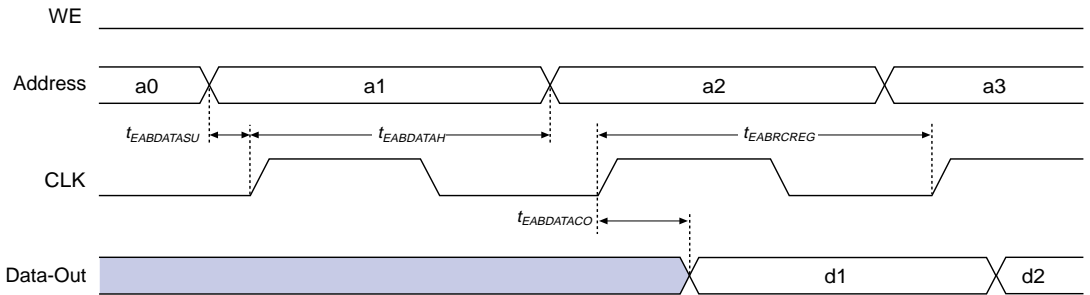 WE
Address a0 a1 a2 a3
tEABDATASU tEABDATAH tEABRCREG
CLK
tEABDATACO
Data-Out d1 d2